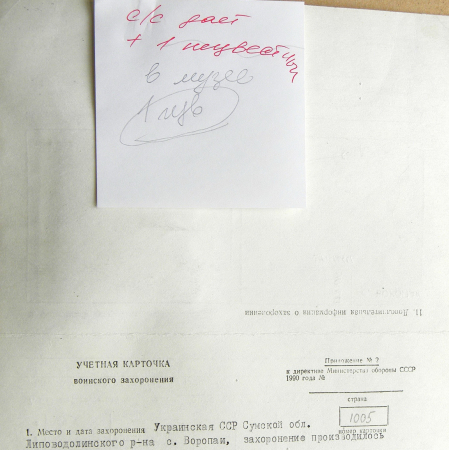 с/с дает
+ 1 неизвестный
в музее
1 изв
11. Дополнительная информация о захоронении
УЧЕТНАЯ КАРТОЧКА
воинского захоронения
Приложение № 2
к директиве Министерства обороны СССР
1990 года №
страна
1005
номер карточки
1. Место и дата захоронения Украинская ССР Сумской обл.
Липоводолинского р-на с. Воропаи, захоронение производилось